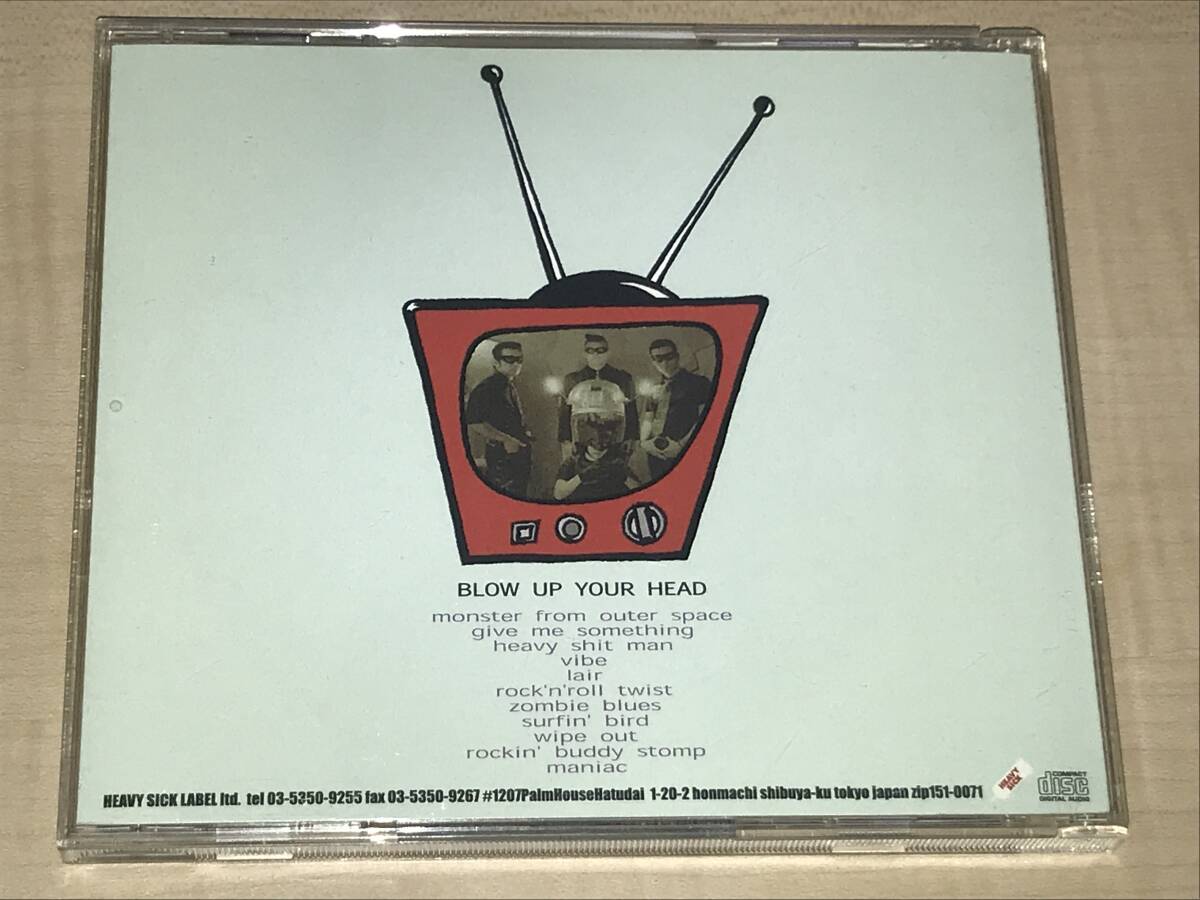 BLOW UP YOUR HEAD
monster from outer space
give me something
heavy shit man
vibe
lair
rock'n'roll twist
zombie blues
surfin' bird
wipe out
rockin' buddy stomp
maniac
HEAVY SICK LABEL ltd. tel 03-5350-9255 fax 03-5350-9267 #1207PalmHouseHatudai 1-20-2 honmachi shibuya-ku tokyo japan zip151-0071
HEAVY
SICK
COMPACT
disc
DIGITAL AUDIO